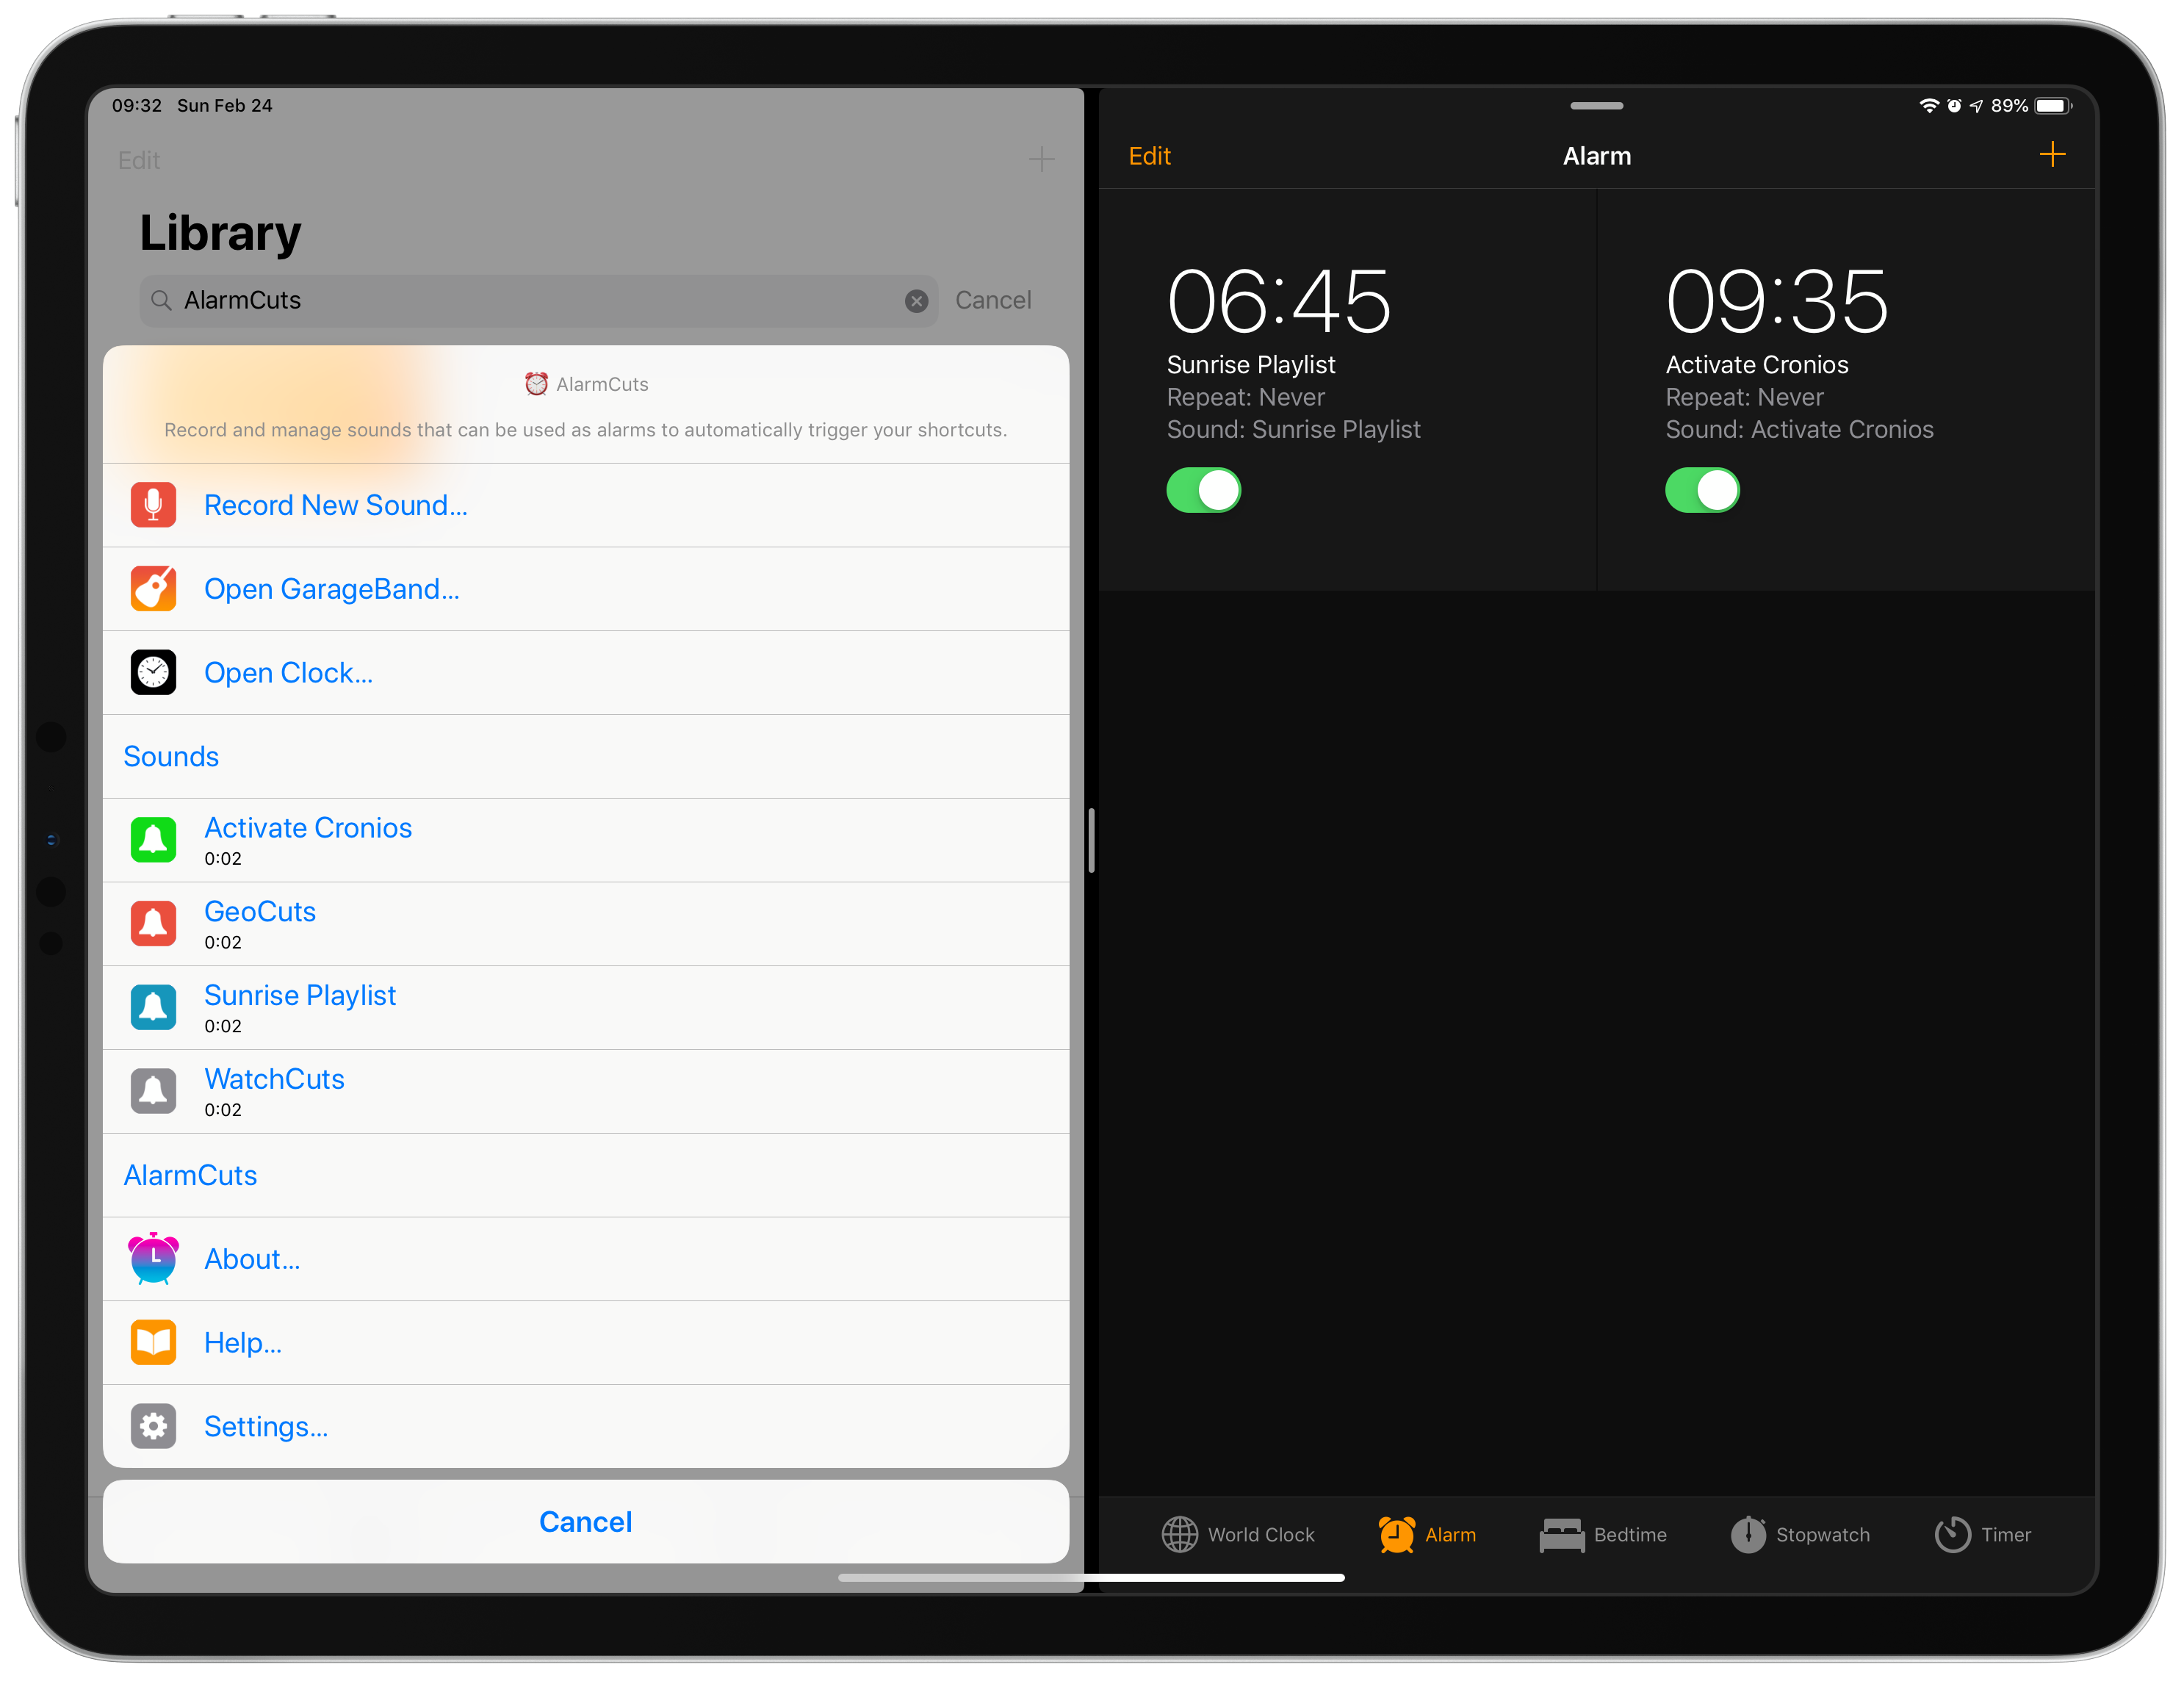 09:32 Sun Feb 24
Edit
Library
AlarmCuts
Cancel
AlarmCuts
Record and manage sounds that can be used as alarms to automatically trigger your shortcuts.
Record New Sound...
Open GarageBand...
Open Clock...
Sounds
Activate Cronios
0:02
GeoCuts
0:02
Sunrise Playlist
0:02
WatchCuts
0:02
AlarmCuts
About...
Help...
Settings...
Cancel
89%
Edit
Alarm
06:45
Sunrise Playlist
Repeat: Never
Sound: Sunrise Playlist
09:35
Activate Cronios
Repeat: Never
Sound: Activate Cronios
World Clock
Alarm
Bedtime
Stopwatch
Timer